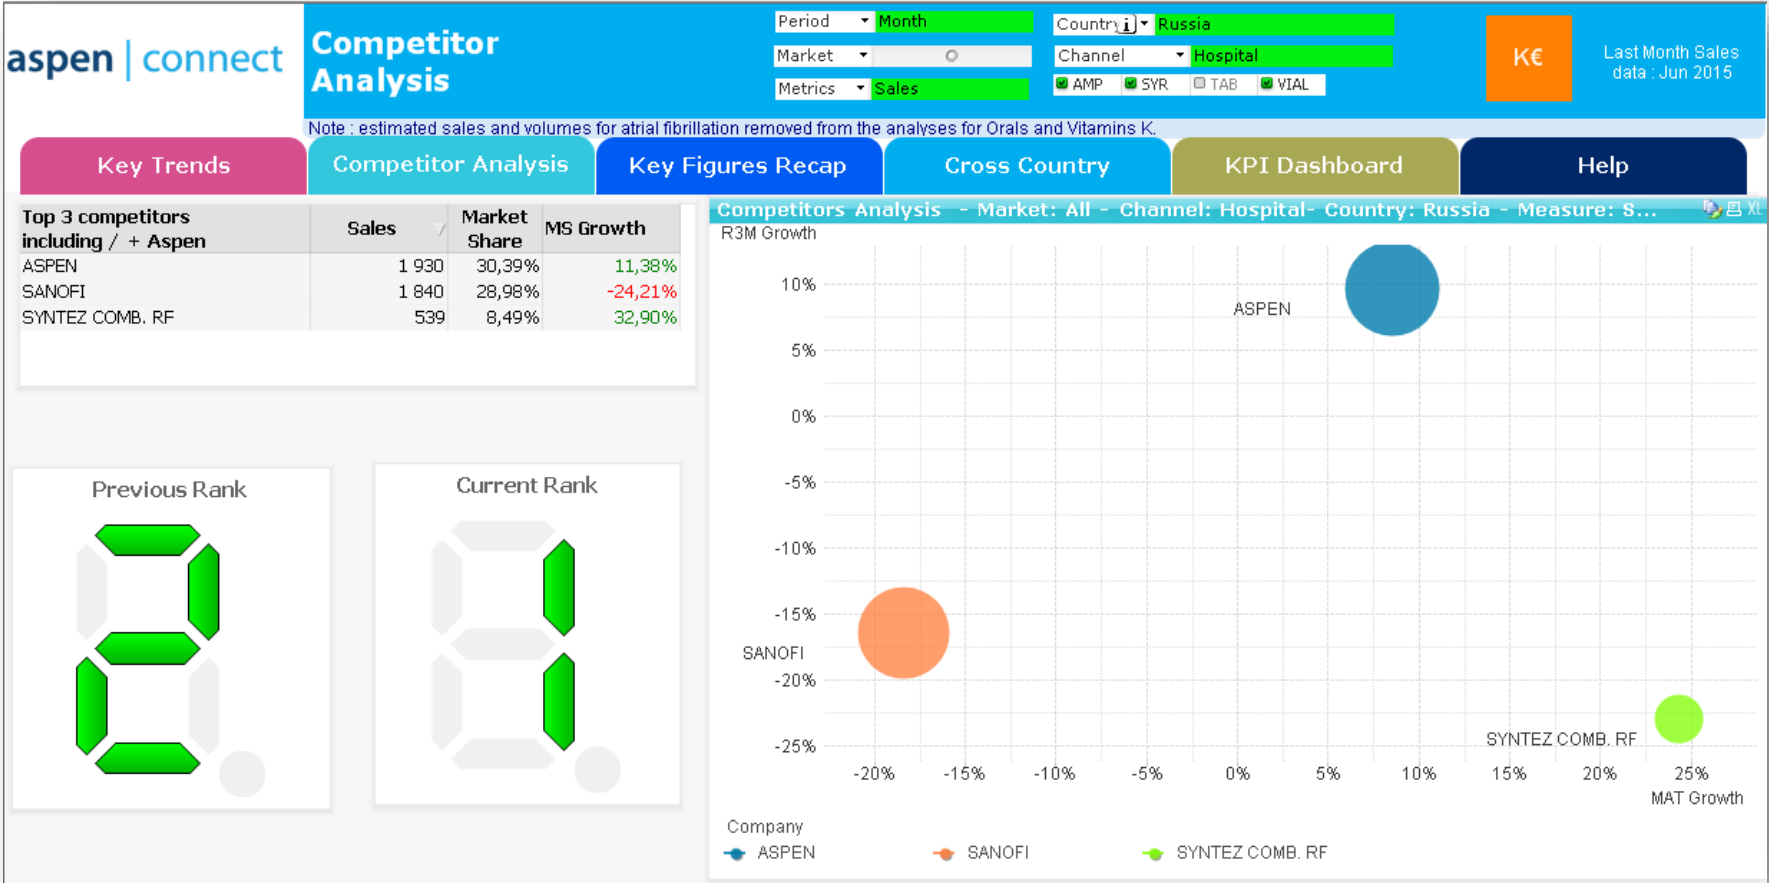 aspen | connect
Competitor
Analysis
Period Month
Market
Metrics Sales
Country i Russia
Channel Hospital
AMP SYR TAB VIAL
K€
Last Month Sales
data : Jun 2015
Note : estimated sales and volumes for atrial fibrillation removed from the analyses for Orals and Vitamins K.
Key Trends Competitor Analysis Key Figures Recap Cross Country KPI Dashboard Help
Top 3 competitors
including / + Aspen Sales Market Share MS Growth
ASPEN 1 930 30,39% 11,38%
SANOFI 1 840 28,98% -24,21%
SYNTEZ COMB. RF 539 8,49% 32,90%
Previous Rank
2
Current Rank
1
Competitors Analysis - Market: All - Channel: Hospital- Country: Russia - Measure: S... XL
R3M Growth
10%
5%
0%
-5%
-10%
-15%
-20%
-25%
ASPEN
SANOFI
SYNTEZ COMB. RF
-20% -15% -10% -5% 0% 5% 10% 15% 20% 25%
MAT Growth
Company
ASPEN SANOFI SYNTEZ COMB. RF